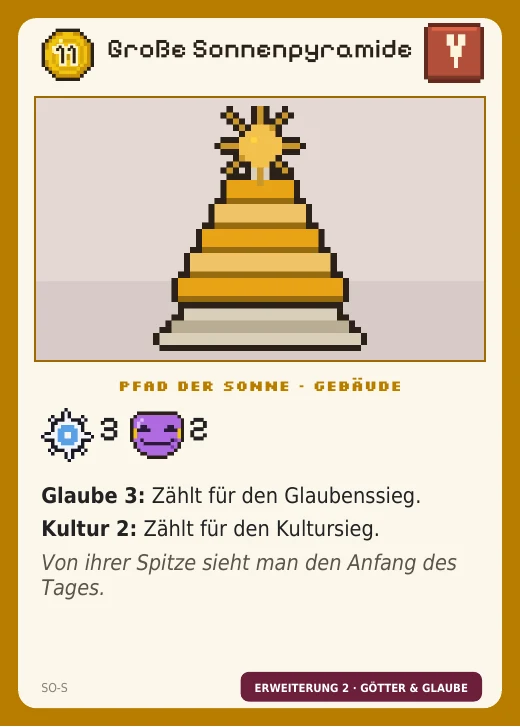 11 Große Sonnenpyramide
PFAD DER SONNE · GEBÄUDE
3 2
Glaube 3: Zählt für den Glaubenssieg.
Kultur 2: Zählt für den Kultursieg.
Von ihrer Spitze sieht man den Anfang des
Tages.
SO-S
ERWEITERUNG 2 · GÖTTER & GLAUBE